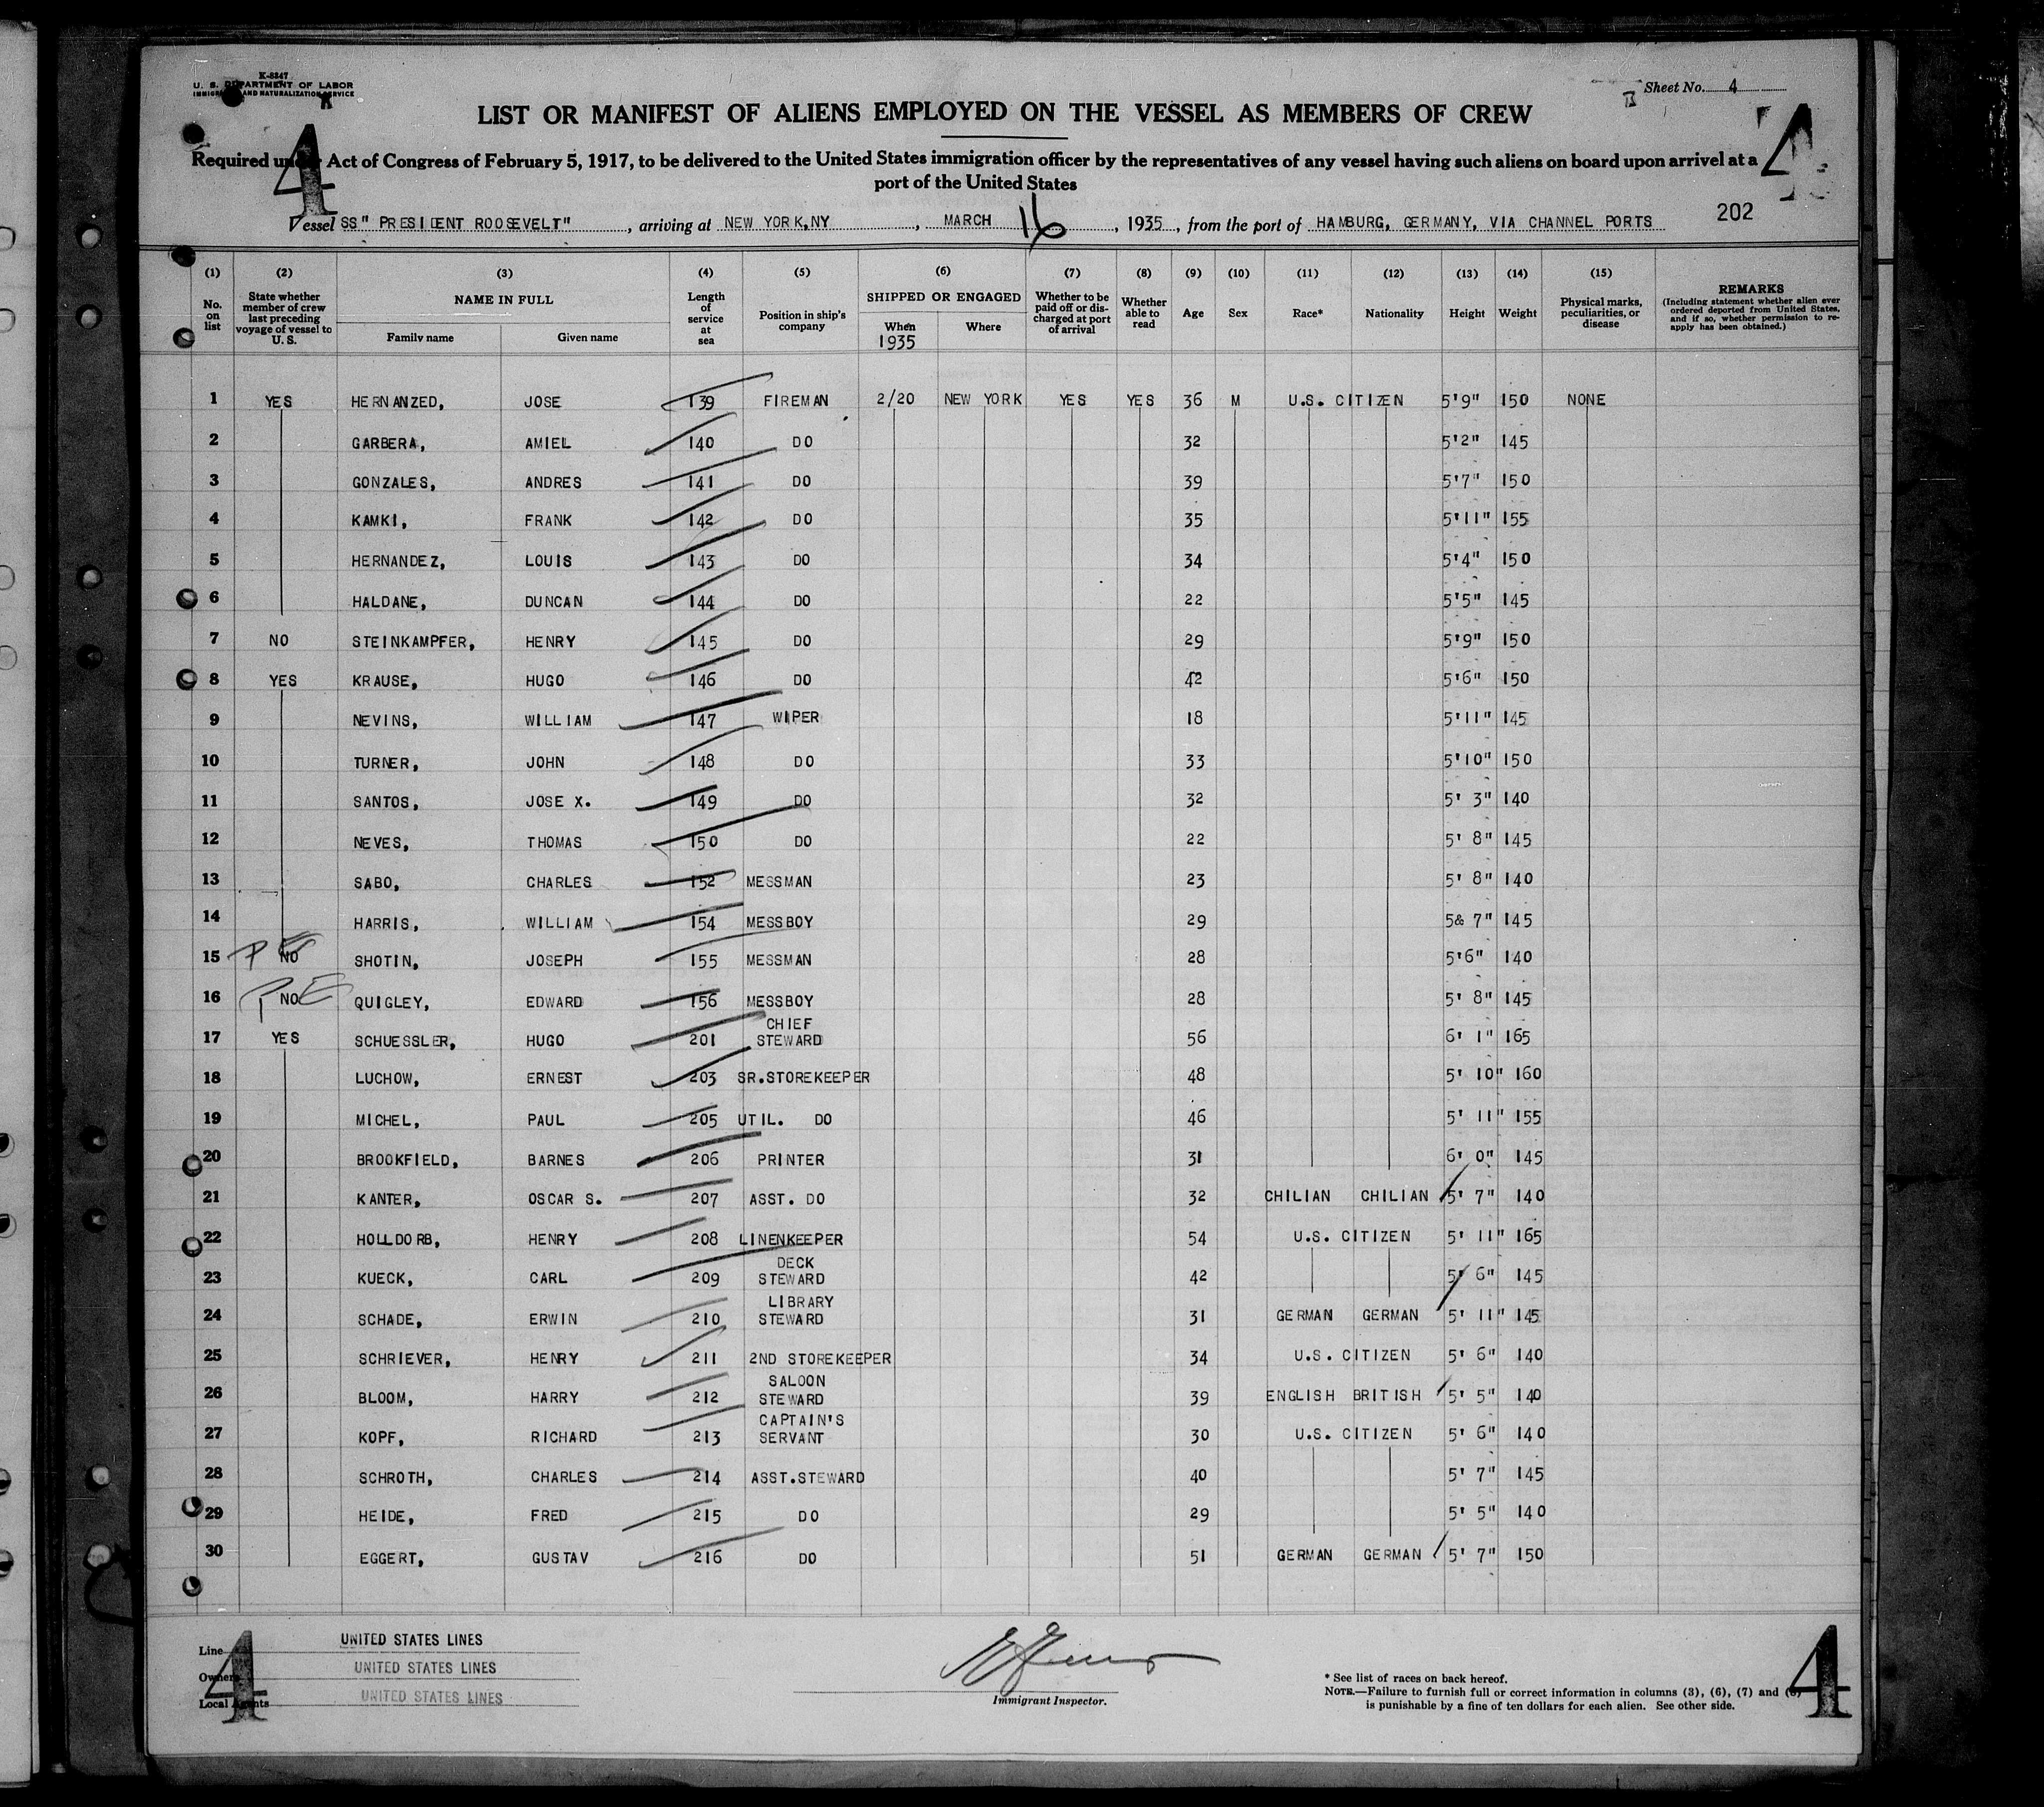 K-8847
U. S. DEPARTMENT OF LABOR
IMMIGRATION AND NATURALIZATION SERVICE
Sheet No. 4
LIST OR MANIFEST OF ALIENS EMPLOYED ON THE VESSEL AS MEMBERS OF CREW
4
4
Required under Act of Congress of February 5, 1917, to be delivered to the United States immigration officer by the representatives of any vessel having such aliens on board upon arrival at a
port of the United States
Vessel SS" PRESIDENT ROOSEVELT", arriving at NEW YORK,NY, MARCH 16, 1935, from the port of HAMBURG, GERMANY, VIA CHANNEL PORTS
202
(1) (2) (3) (4) (5) (6) (7) (8) (9) (10) (11) (12) (13) (14) (15)
No. on list
State whether member of crew last preceding voyage of vessel to U. S.
NAME IN FULL
Family name
Given name
Length of service at sea
Position in ship's company
SHIPPED OR ENGAGED
When 1935
Where
Whether to be paid off or discharged at port of arrival
Whether able to read
Age
Sex
Race*
Nationality
Height
Weight
Physical marks, peculiarities, or disease
REMARKS
(Including statement whether alien ever ordered deported from United States, and if so, whether permission to reapply has been obtained.)
1 YES HERNANZED, JOSE 139 FIREMAN 2/20 NEW YORK YES YES 36 M U.S. CITIZEN 5'9" 150 NONE
2 GARBERA, AMIEL 140 DO 32 5'2" 145
3 GONZALES, ANDRES 141 DO 39 5'7" 150
4 KAMKI, FRANK 142 DO 35 5'11" 155
5 HERNANDEZ, LOUIS 143 DO 34 5'4" 150
6 HALDANE, DUNCAN 144 DO 22 5'5" 145
7 NO STEINKAMPFER, HENRY 145 DO 29 5'9" 150
8 YES KRAUSE, HUGO 146 DO 42 5'6" 150
9 NEVINS, WILLIAM 147 WIPER 18 5'11" 145
10 TURNER, JOHN 148 DO 33 5'10" 150
11 SANTOS, JOSE X. 149 DO 32 5' 3" 140
12 NEVES, THOMAS 150 DO 22 5' 8" 145
13 SABO, CHARLES 152 MESSMAN 23 5' 8" 140
14 HARRIS, WILLIAM 154 MESSBOY 29 5& 7" 145
15 NO SHOTIN, JOSEPH 155 MESSMAN 28 5'6" 140
16 NO QUIGLEY, EDWARD 156 MESSBOY 28 5' 8" 145
17 YES SCHUESSLER, HUGO 201 CHIEF STEWARD 56 6' 1" 165
18 LUCHOW, ERNEST 203 SR.STOREKEEPER 48 5' 10" 160
19 MICHEL, PAUL 205 UTIL. DO 46 5' 11" 155
20 BROOKFIELD, BARNES 206 PRINTER 31 6' 0" 145
21 KANTER, OSCAR S. 207 ASST. DO 32 CHILIAN CHILIAN 5' 7" 140
22 HOLLDORB, HENRY 208 LINENKEEPER 54 U.S. CITIZEN 5' 11" 165
23 KUECK, CARL 209 DECK STEWARD 42 5' 6" 145
24 SCHADE, ERWIN 210 LIBRARY STEWARD 31 GERMAN GERMAN 5' 11" 145
25 SCHRIEVER, HENRY 211 2ND STOREKEEPER 34 U.S. CITIZEN 5' 6" 140
26 BLOOM, HARRY 212 SALOON STEWARD 39 ENGLISH BRITISH 5' 5" 140
27 KOPF, RICHARD 213 CAPTAIN'S SERVANT 30 U.S. CITIZEN 5' 6" 140
28 SCHROTH, CHARLES 214 ASST.STEWARD 40 5' 7" 145
29 HEIDE, FRED 215 DO 29 5' 5" 140
30 EGGERT, GUSTAV 216 DO 51 GERMAN GERMAN 5' 7" 150
Line UNITED STATES LINES
Owners UNITED STATES LINES
Local Agents UNITED STATES LINES
4
4
Immigrant Inspector.
* See list of races on back hereof.
NOTE.—Failure to furnish full or correct information in columns (3), (6), (7) and (8)
is punishable by a fine of ten dollars for each alien. See other side.